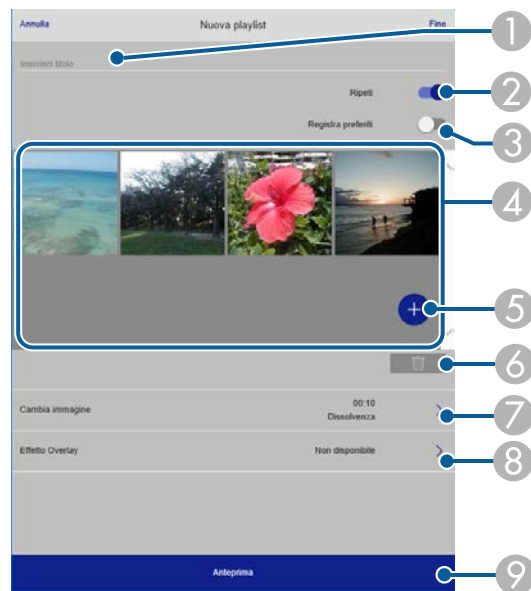 Annulla Nuova playlist Fine
1
Inserisci titolo
Ripeti
2
Registra preferiti
3
4
5
6
Cambia immagine 00:10
Dissolvenza
7
Effetto Overlay Non disponibile
8
Anteprima
9